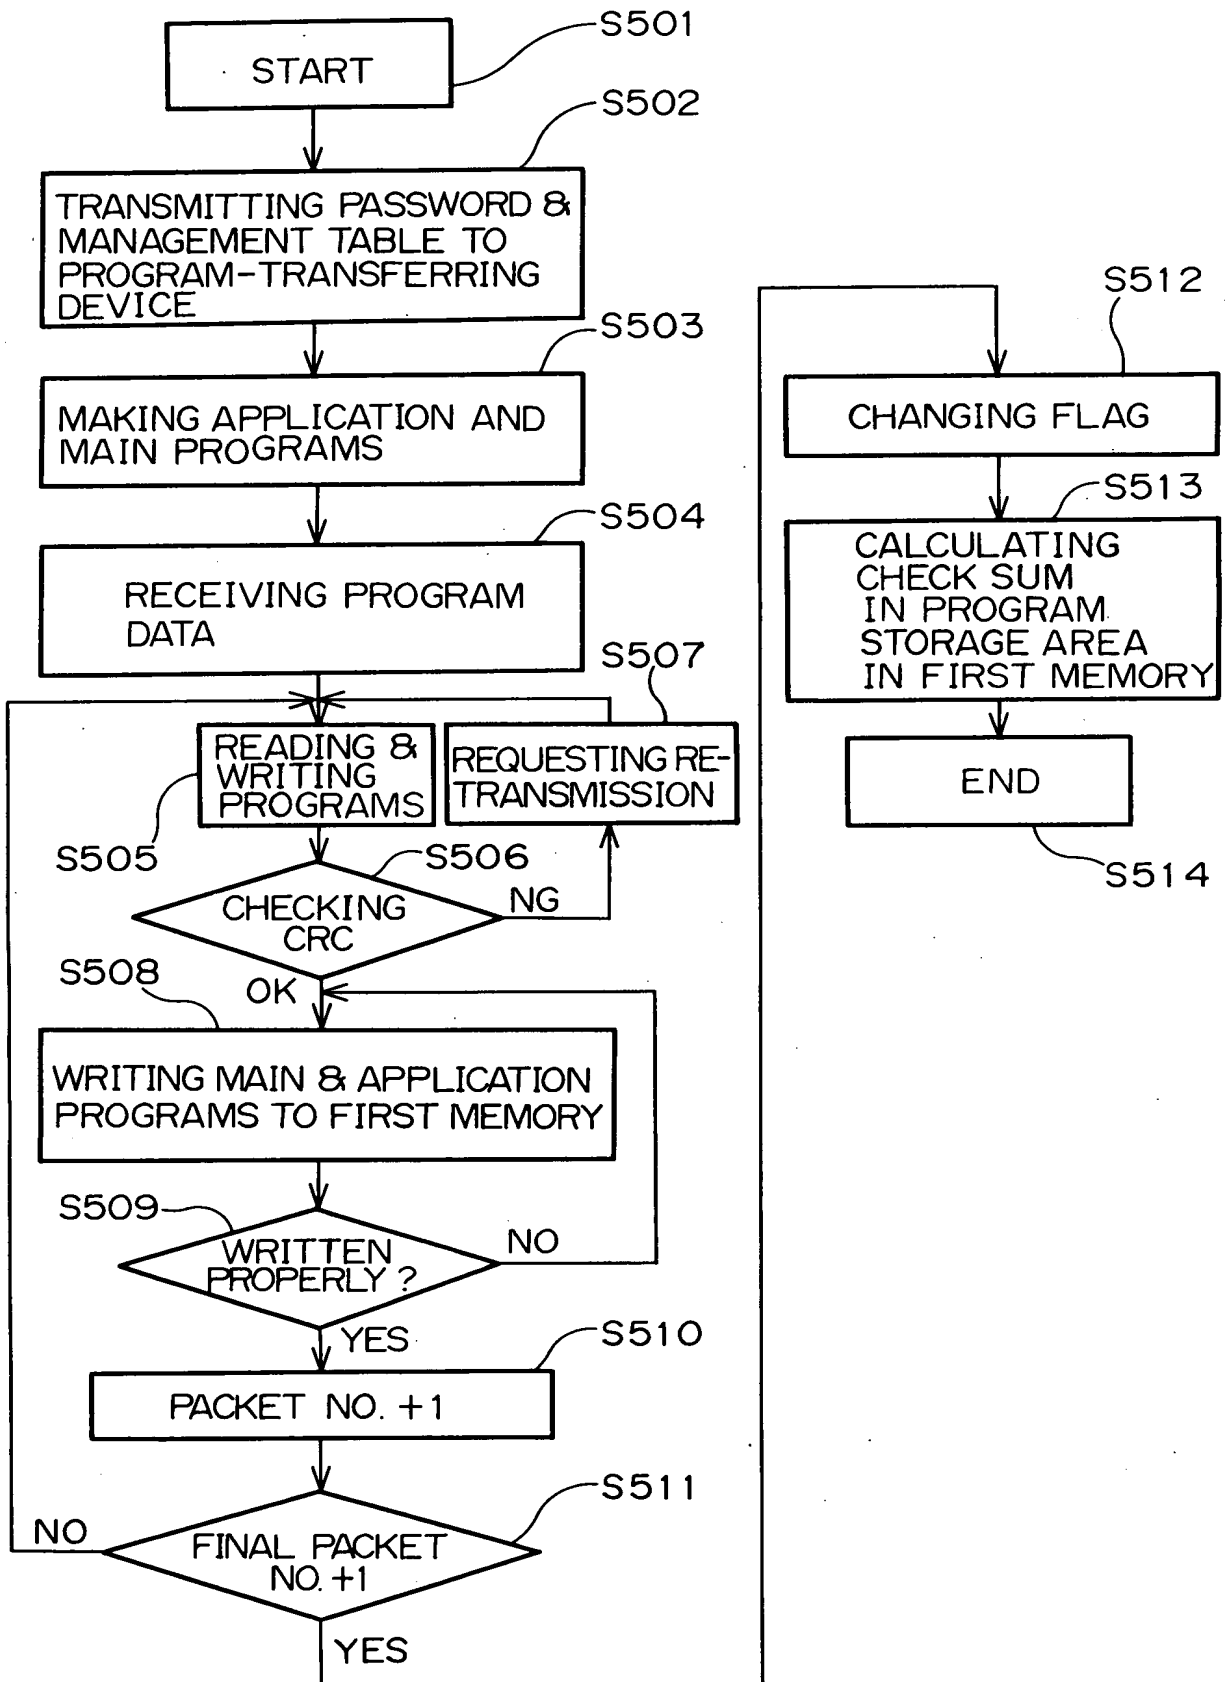 S501
START
S502
TRANSMITTING PASSWORD &
MANAGEMENT TABLE TO
PROGRAM-TRANSFERRING
DEVICE
S503
MAKING APPLICATION AND
MAIN PROGRAMS
S504
RECEIVING PROGRAM
DATA
S507
READING &
WRITING
PROGRAMS
REQUESTING RE-
TRANSMISSION
S505
S506
CHECKING
CRC
NG
S508
OK
WRITING MAIN & APPLICATION
PROGRAMS TO FIRST MEMORY
S509
WRITTEN
PROPERLY ?
NO
YES
S510
PACKET NO. +1
S511
NO
FINAL PACKET
NO. +1
YES
S512
CHANGING FLAG
S513
CALCULATING
CHECK SUM
IN PROGRAM
STORAGE AREA
IN FIRST MEMORY
END
S514